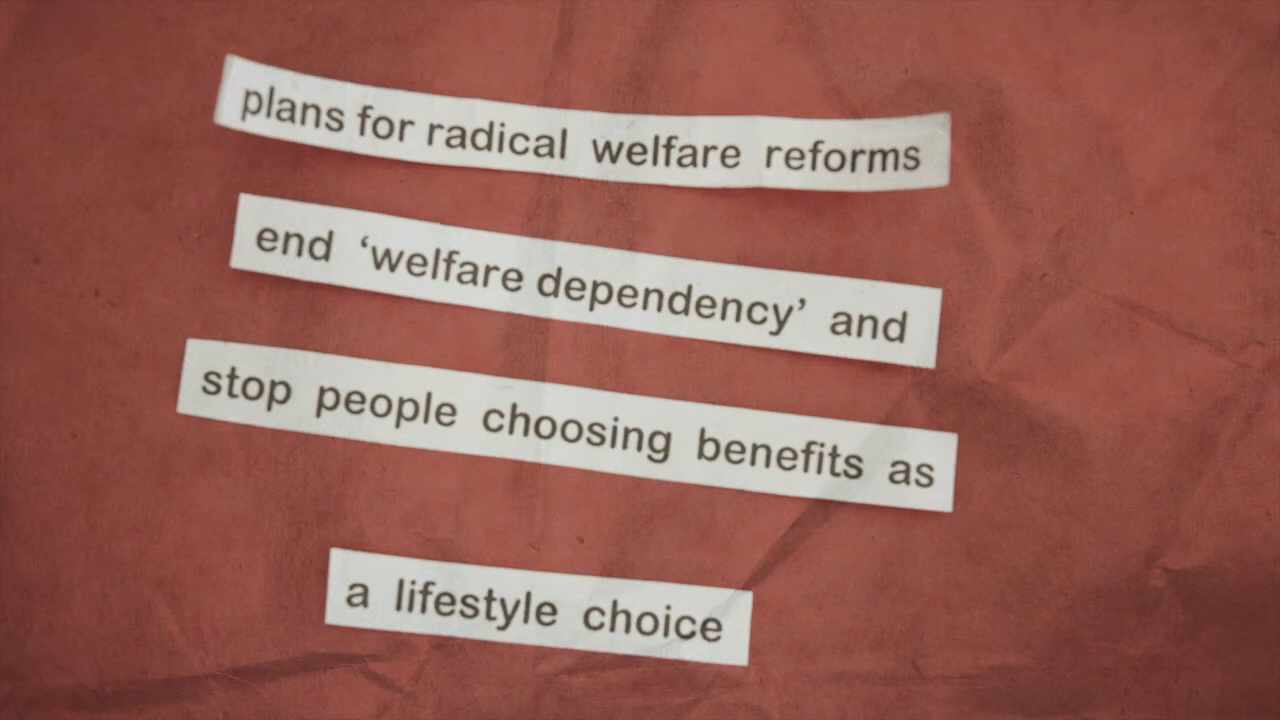 plans for radical welfare reforms
end ‘welfare dependency’ and
stop people choosing benefits as
a lifestyle choice